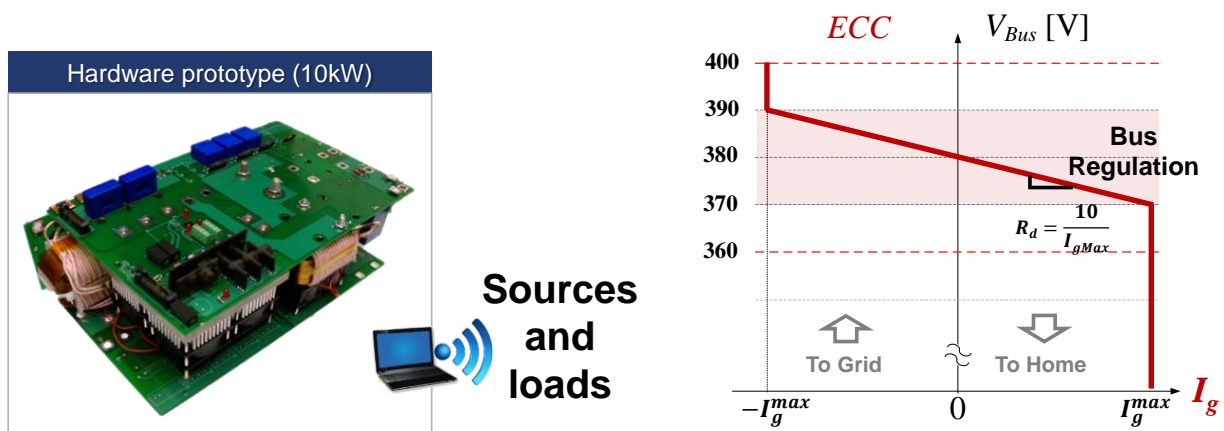 Hardware prototype (10kW)
Sources
and
loads
ECC
V_Bus [V]
400
390
380
370
360
Bus
Regulation
R_d = 10 / I_gMax
To Grid
To Home
−I_g^max
0
I_g^max
I_g